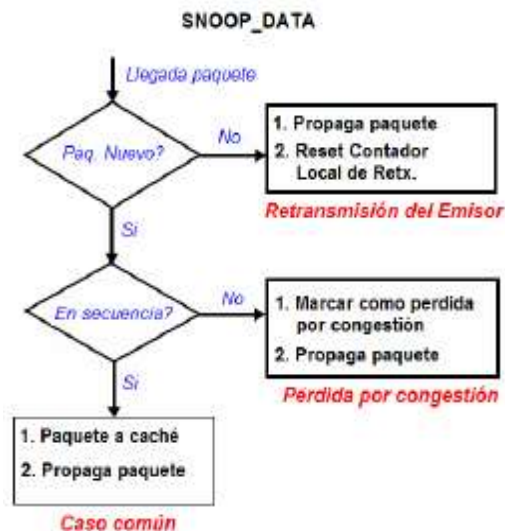 SNOOP_DATA
Llegada paquete
Paq. Nuevo?
No
1. Propaga paquete
2. Reset Contador
Local de Retx.
Retransmisión del Emisor
Si
En secuencia?
No
1. Marcar como perdida
por congestión
2. Propaga paquete
Pérdida por congestión
Si
1. Paquete a caché
2. Propaga paquete
Caso común